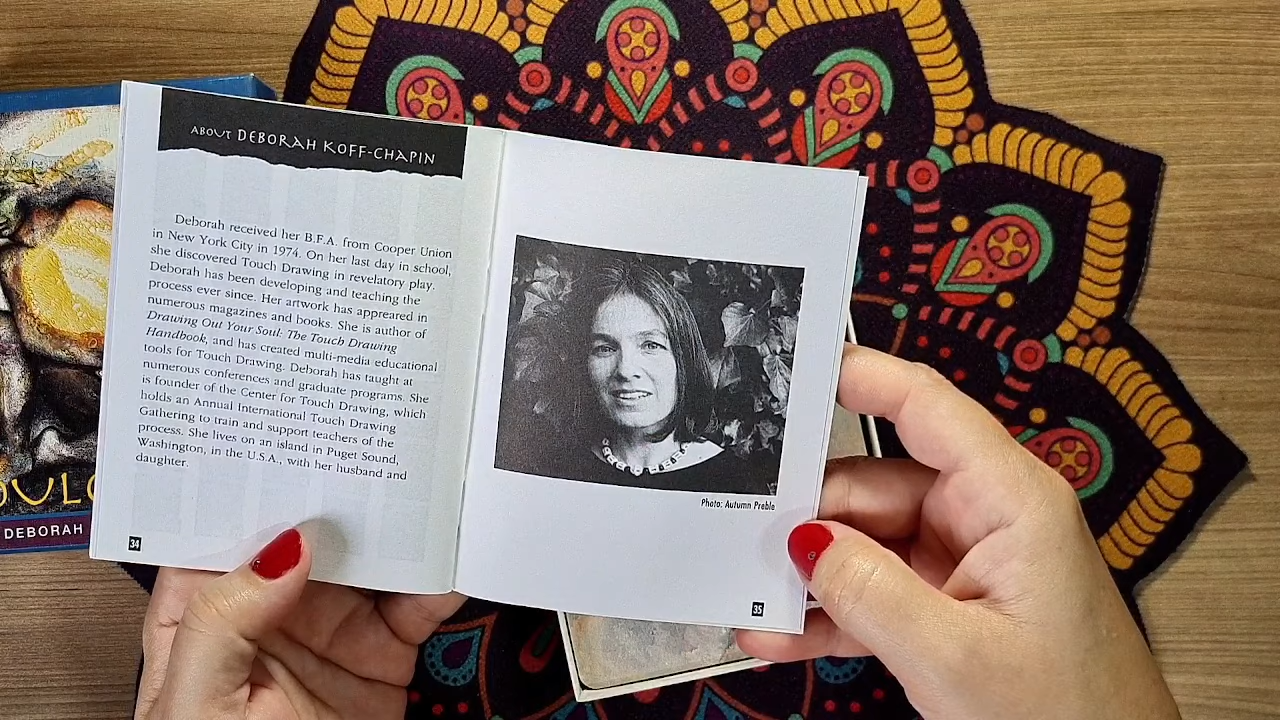 ABOUT DEBORAH KOFF-CHAPIN
Deborah received her B.F.A. from Cooper Union
in New York City in 1974. On her last day in school,
she discovered Touch Drawing in revelatory play.
Deborah has been developing and teaching the
process ever since. Her artwork has appreared in
numerous magazines and books. She is author of
Drawing Out Your Soul: The Touch Drawing
Handbook, and has created multi-media educational
tools for Touch Drawing. Deborah has taught at
numerous conferences and graduate programs. She
is founder of the Center for Touch Drawing, which
holds an Annual International Touch Drawing
Gathering to train and support teachers of the
process. She lives on an island in Puget Sound,
Washington, in the U.S.A., with her husband and
daughter.
34
Photo: Autumn Preble
35
DEBORAH